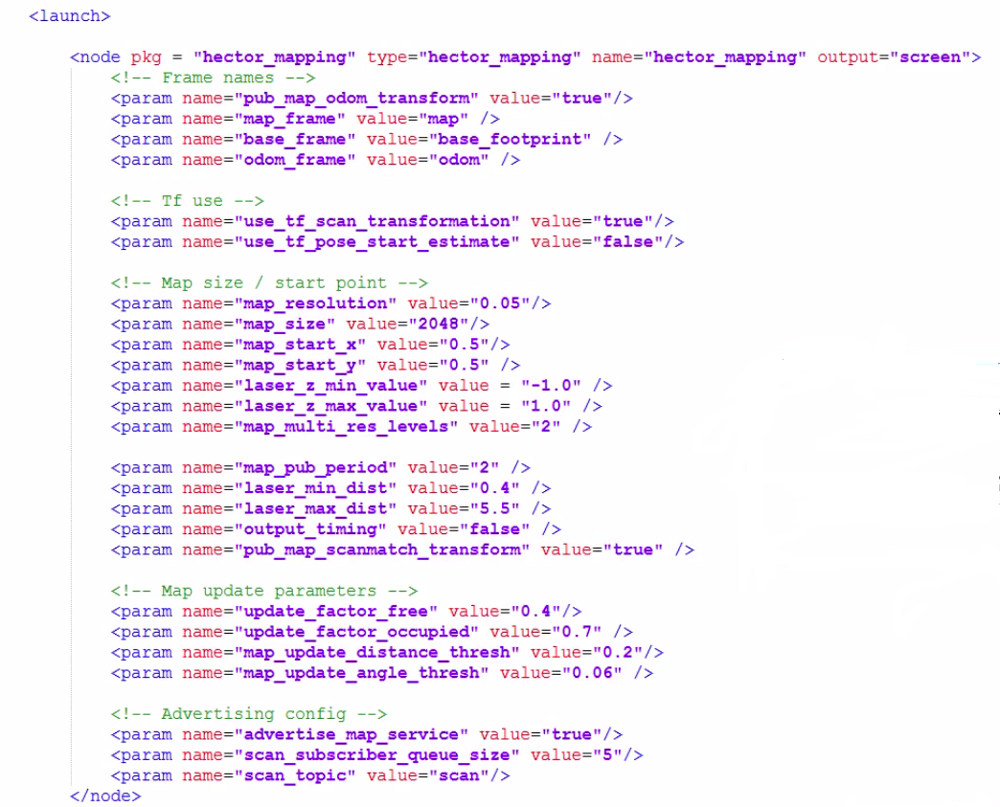 <launch>
<node pkg = "hector_mapping" type="hector_mapping" name="hector_mapping" output="screen">
<!-- Frame names -->
<param name="pub_map_odom_transform" value="true"/>
<param name="map_frame" value="map" />
<param name="base_frame" value="base_footprint" />
<param name="odom_frame" value="odom" />
<!-- Tf use -->
<param name="use_tf_scan_transformation" value="true"/>
<param name="use_tf_pose_start_estimate" value="false"/>
<!-- Map size / start point -->
<param name="map_resolution" value="0.05"/>
<param name="map_size" value="2048"/>
<param name="map_start_x" value="0.5"/>
<param name="map_start_y" value="0.5" />
<param name="laser_z_min_value" value = "-1.0" />
<param name="laser_z_max_value" value = "1.0" />
<param name="map_multi_res_levels" value="2" />
<param name="map_pub_period" value="2" />
<param name="laser_min_dist" value="0.4" />
<param name="laser_max_dist" value="5.5" />
<param name="output_timing" value="false" />
<param name="pub_map_scanmatch_transform" value="true" />
<!-- Map update parameters -->
<param name="update_factor_free" value="0.4"/>
<param name="update_factor_occupied" value="0.7" />
<param name="map_update_distance_thresh" value="0.2"/>
<param name="map_update_angle_thresh" value="0.06" />
<!-- Advertising config -->
<param name="advertise_map_service" value="true"/>
<param name="scan_subscriber_queue_size" value="5"/>
<param name="scan_topic" value="scan"/>
</node>